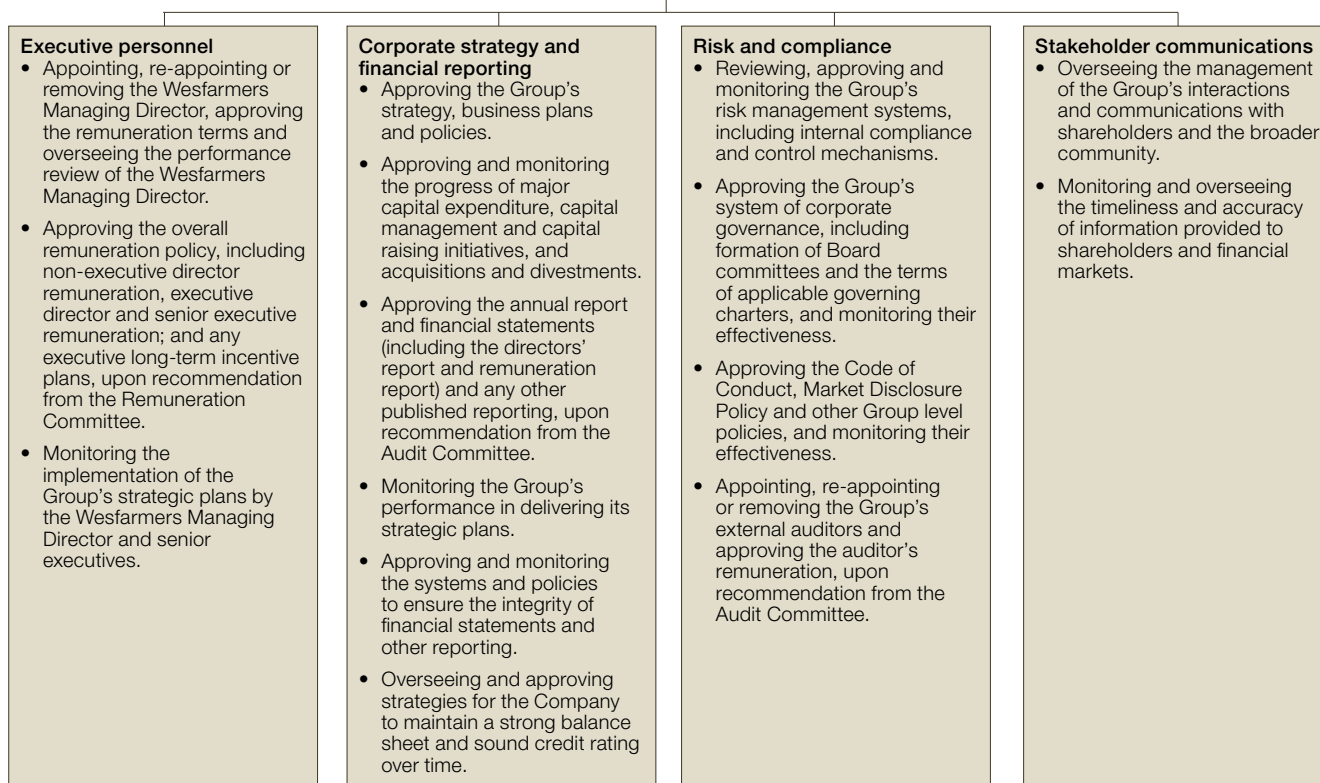 Executive personnel
• Appointing, re-appointing or
removing the Wesfarmers
Managing Director, approving
the remuneration terms and
overseeing the performance
review of the Wesfarmers
Managing Director.
• Approving the overall
remuneration policy, including
non-executive director
remuneration, executive
director and senior executive
remuneration; and any
executive long-term incentive
plans, upon recommendation
from the Remuneration
Committee.
• Monitoring the
implementation of the
Group's strategic plans by
the Wesfarmers Managing
Director and senior
executives.
Corporate strategy and
financial reporting
• Approving the Group's
strategy, business plans
and policies.
• Approving and monitoring
the progress of major
capital expenditure, capital
management and capital
raising initiatives, and
acquisitions and divestments.
• Approving the annual report
and financial statements
(including the directors'
report and remuneration
report) and any other
published reporting, upon
recommendation from the
Audit Committee.
• Monitoring the Group's
performance in delivering its
strategic plans.
• Approving and monitoring
the systems and policies
to ensure the integrity of
financial statements and
other reporting.
• Overseeing and approving
strategies for the Company
to maintain a strong balance
sheet and sound credit rating
over time.
Risk and compliance
• Reviewing, approving and
monitoring the Group's
risk management systems,
including internal compliance
and control mechanisms.
• Approving the Group's
system of corporate
governance, including
formation of Board
committees and the terms
of applicable governing
charters, and monitoring their
effectiveness.
• Approving the Code of
Conduct, Market Disclosure
Policy and other Group level
policies, and monitoring their
effectiveness.
• Appointing, re-appointing
or removing the Group's
external auditors and
approving the auditor's
remuneration, upon
recommendation from the
Audit Committee.
Stakeholder communications
• Overseeing the management
of the Group's interactions
and communications with
shareholders and the broader
community.
• Monitoring and overseeing
the timeliness and accuracy
of information provided to
shareholders and financial
markets.